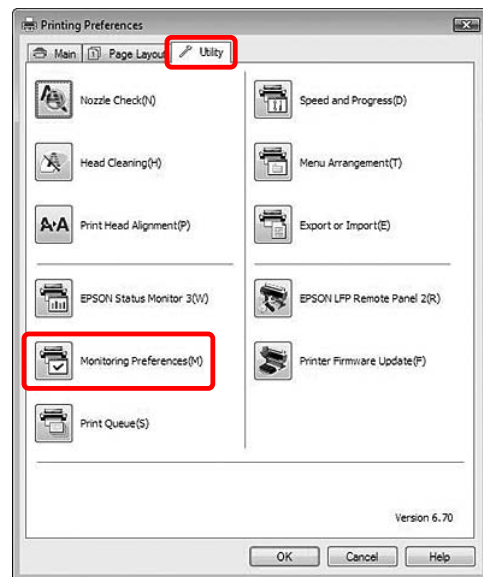 Printing Preferences
Main
Page Layout
Utility
Nozzle Check(N)
Speed and Progress(D)
Head Cleaning(H)
Menu Arrangement(T)
Print Head Alignment(P)
Export or Import(E)
EPSON Status Monitor 3(W)
EPSON LFP Remote Panel 2(R)
Monitoring Preferences(M)
Printer Firmware Update(F)
Print Queue(S)
Version 6.70
OK
Cancel
Help